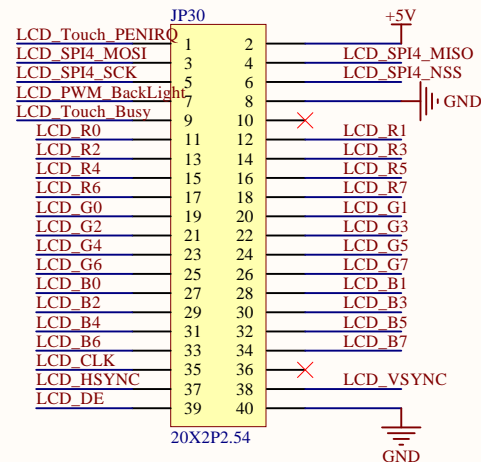 JP30
+5V
LCD_Touch_PENIRQ 1 2
LCD_SPI4_MOSI 3 4 LCD_SPI4_MISO
LCD_SPI4_SCK 5 6 LCD_SPI4_NSS
LCD_PWM_BackLight 7 8 GND
LCD_Touch_Busy 9 10
LCD_R0 11 12 LCD_R1
LCD_R2 13 14 LCD_R3
LCD_R4 15 16 LCD_R5
LCD_R6 17 18 LCD_R7
LCD_G0 19 20 LCD_G1
LCD_G2 21 22 LCD_G3
LCD_G4 23 24 LCD_G5
LCD_G6 25 26 LCD_G7
LCD_B0 27 28 LCD_B1
LCD_B2 29 30 LCD_B3
LCD_B4 31 32 LCD_B5
LCD_B6 33 34 LCD_B7
LCD_CLK 35 36
LCD_HSYNC 37 38 LCD_VSYNC
LCD_DE 39 40
20X2P2.54
GND